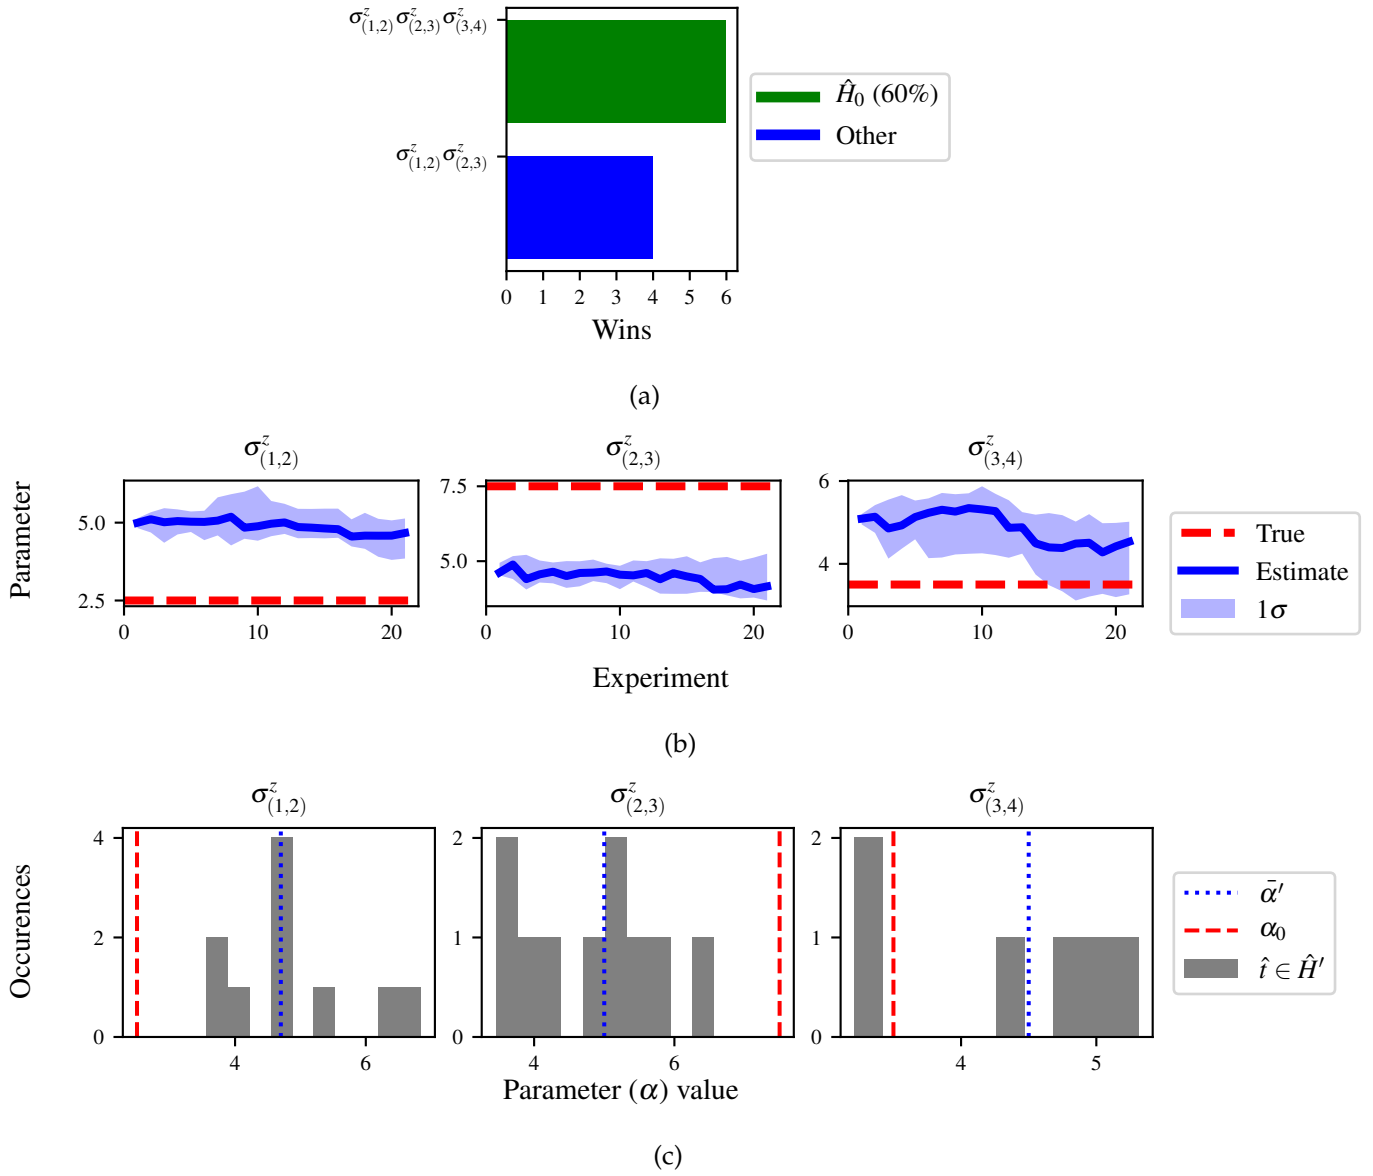 σ^z_(1,2) σ^z_(2,3) σ^z_(3,4)
σ^z_(1,2) σ^z_(2,3)
0 1 2 3 4 5 6
Wins
Ĥ₀ (60%)
Other
(a)
σ^z_(1,2) σ^z_(2,3) σ^z_(3,4)
Parameter
5.0
2.5
0 10 20
7.5
5.0
0 10 20
6
4
0 10 20
True
Estimate
1σ
Experiment
(b)
σ^z_(1,2) σ^z_(2,3) σ^z_(3,4)
Occurences
4
2
0
4 6
2
1
0
4 6
2
1
0
4 5
ᾱ′
α₀
t̂ ∈ Ĥ′
Parameter (α) value
(c)